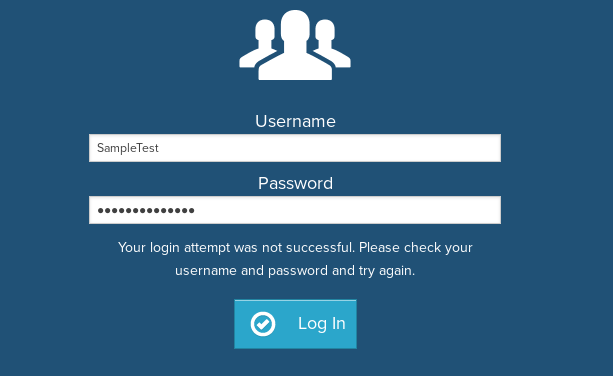 Username
SampleTest
Password
••••••••••••••
Your login attempt was not successful. Please check your
username and password and try again.
Log In